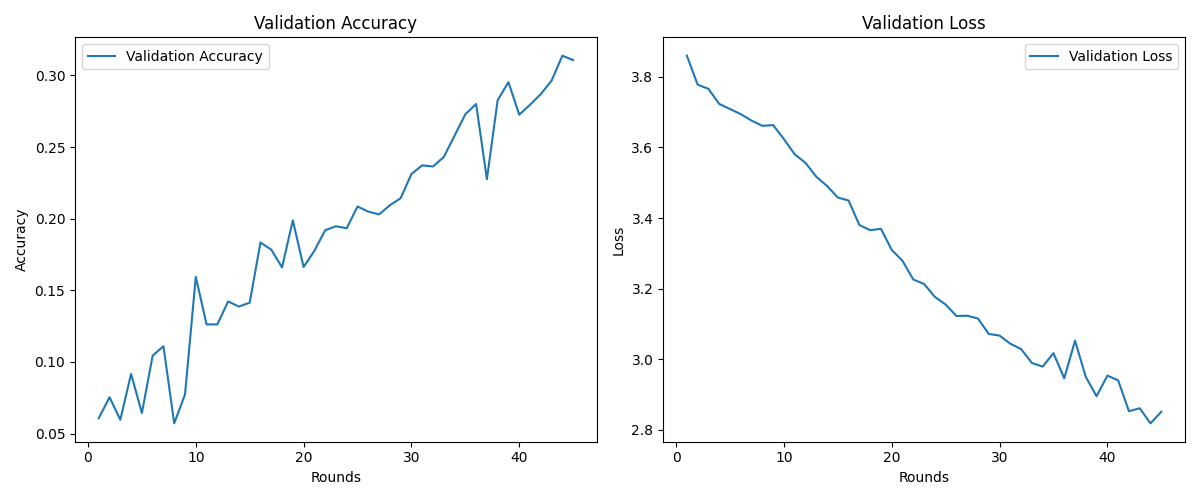 Validation Accuracy
Validation Accuracy
0.30
0.25
0.20
0.15
0.10
0.05
Accuracy
0
10
20
30
40
Rounds
Validation Loss
Validation Loss
3.8
3.6
3.4
3.2
3.0
2.8
Loss
0
10
20
30
40
Rounds